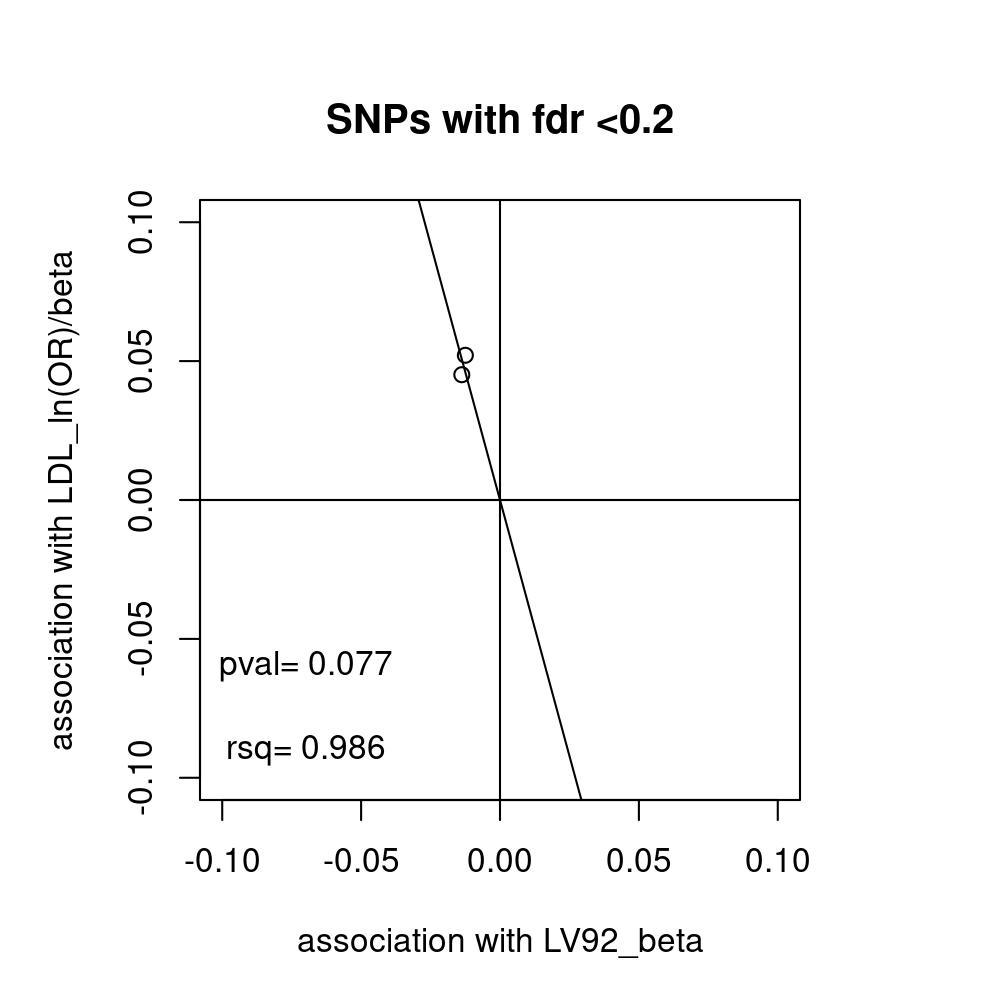 SNPs with fdr <0.2
association with LDL_ln(OR)/beta
0.10
0.05
0.00
-0.05
-0.10
pval= 0.077
rsq= 0.986
-0.10 -0.05 0.00 0.05 0.10
association with LV92_beta